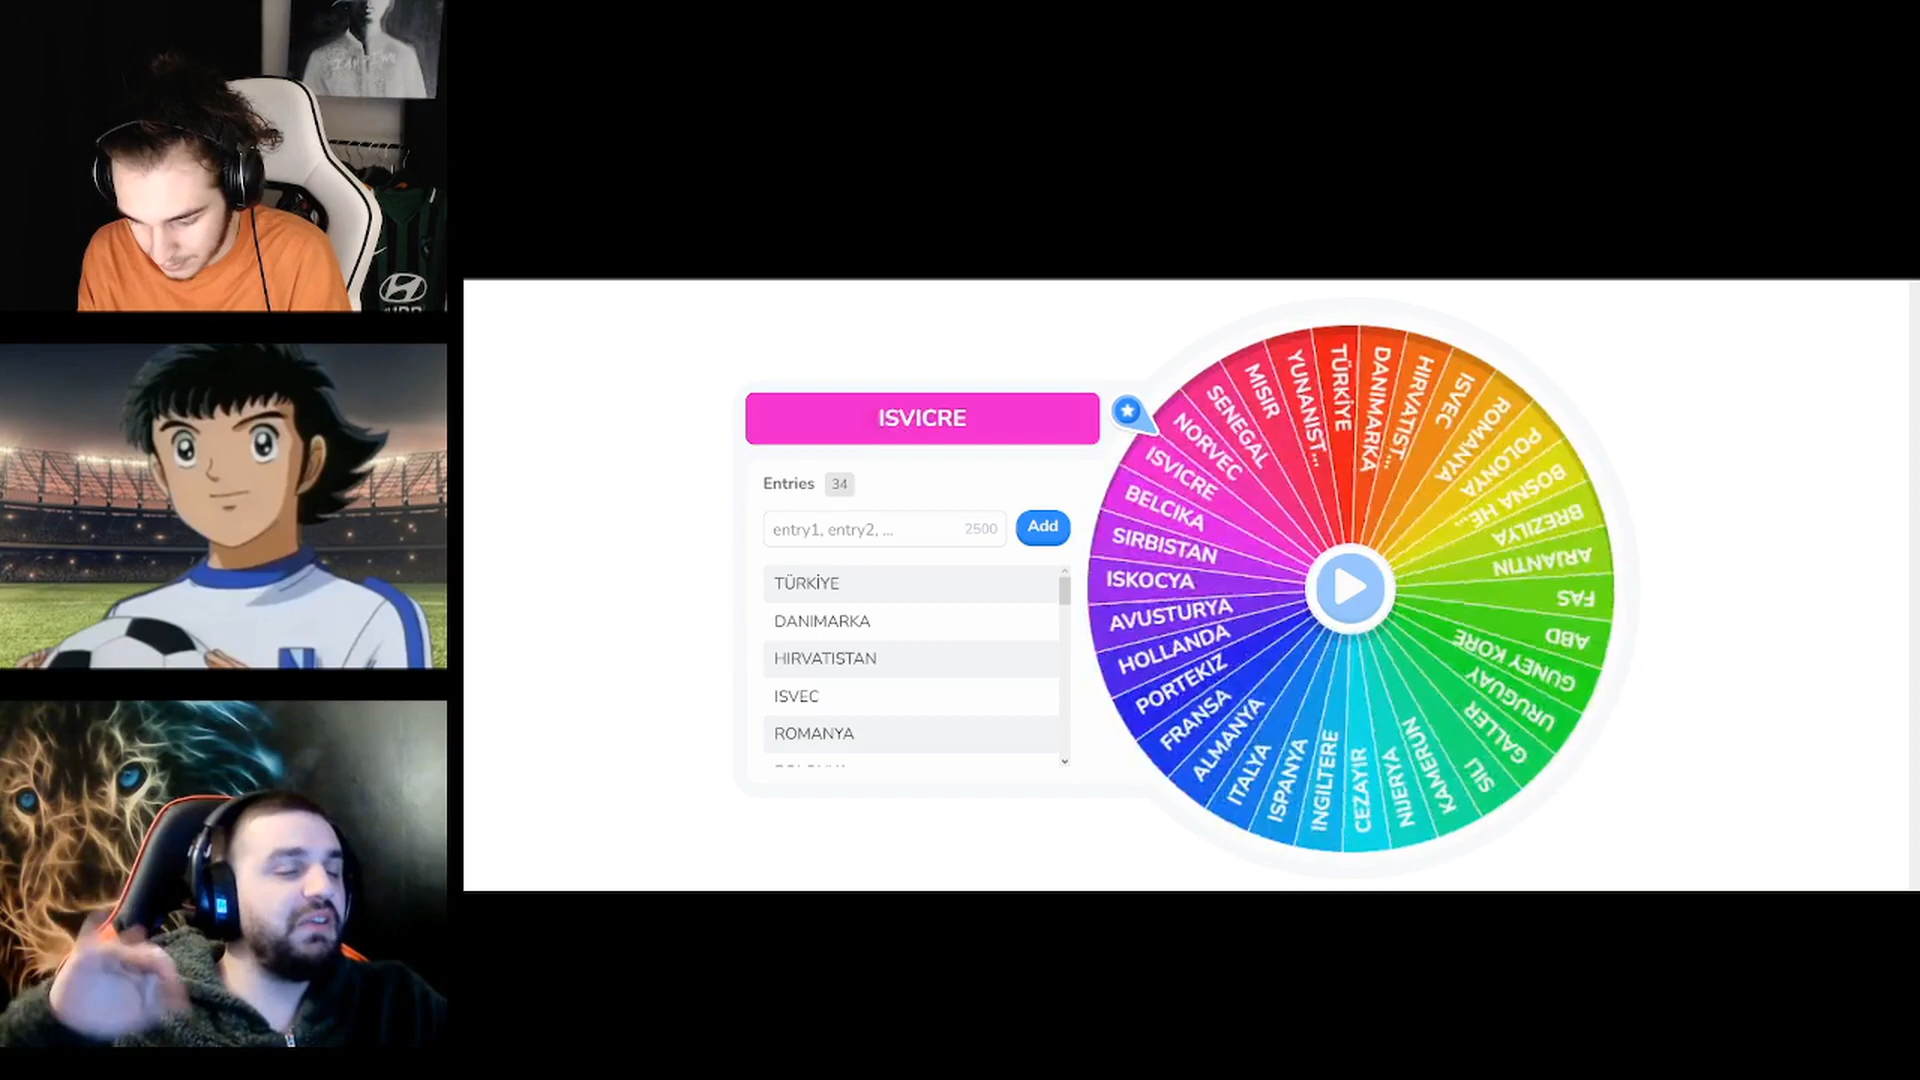 ISVICRE
Entries 34
entry1, entry2, ... 2500
Add
TÜRKİYE
DANIMARKA
HIRVATISTAN
ISVEC
ROMANYA
TÜRKİYE
DANIMARKA
HIRVATIST...
ISVEC
ROMANYA
POLONYA
BOSNA HE...
BREZILYA
ARJANTIN
FAS
ABD
GUNEY KORE
URUGUAY
GALLER
SILI
KAMERUN
NIJERYA
CEZAYIR
INGILTERE
ISPANYA
ITALYA
ALMANYA
FRANSA
PORTEKIZ
HOLLANDA
AVUSTURYA
ISKOCYA
SIRBISTAN
BELCIKA
ISVICRE
NORVEC
SENEGAL
MISIR
YUNANIST...